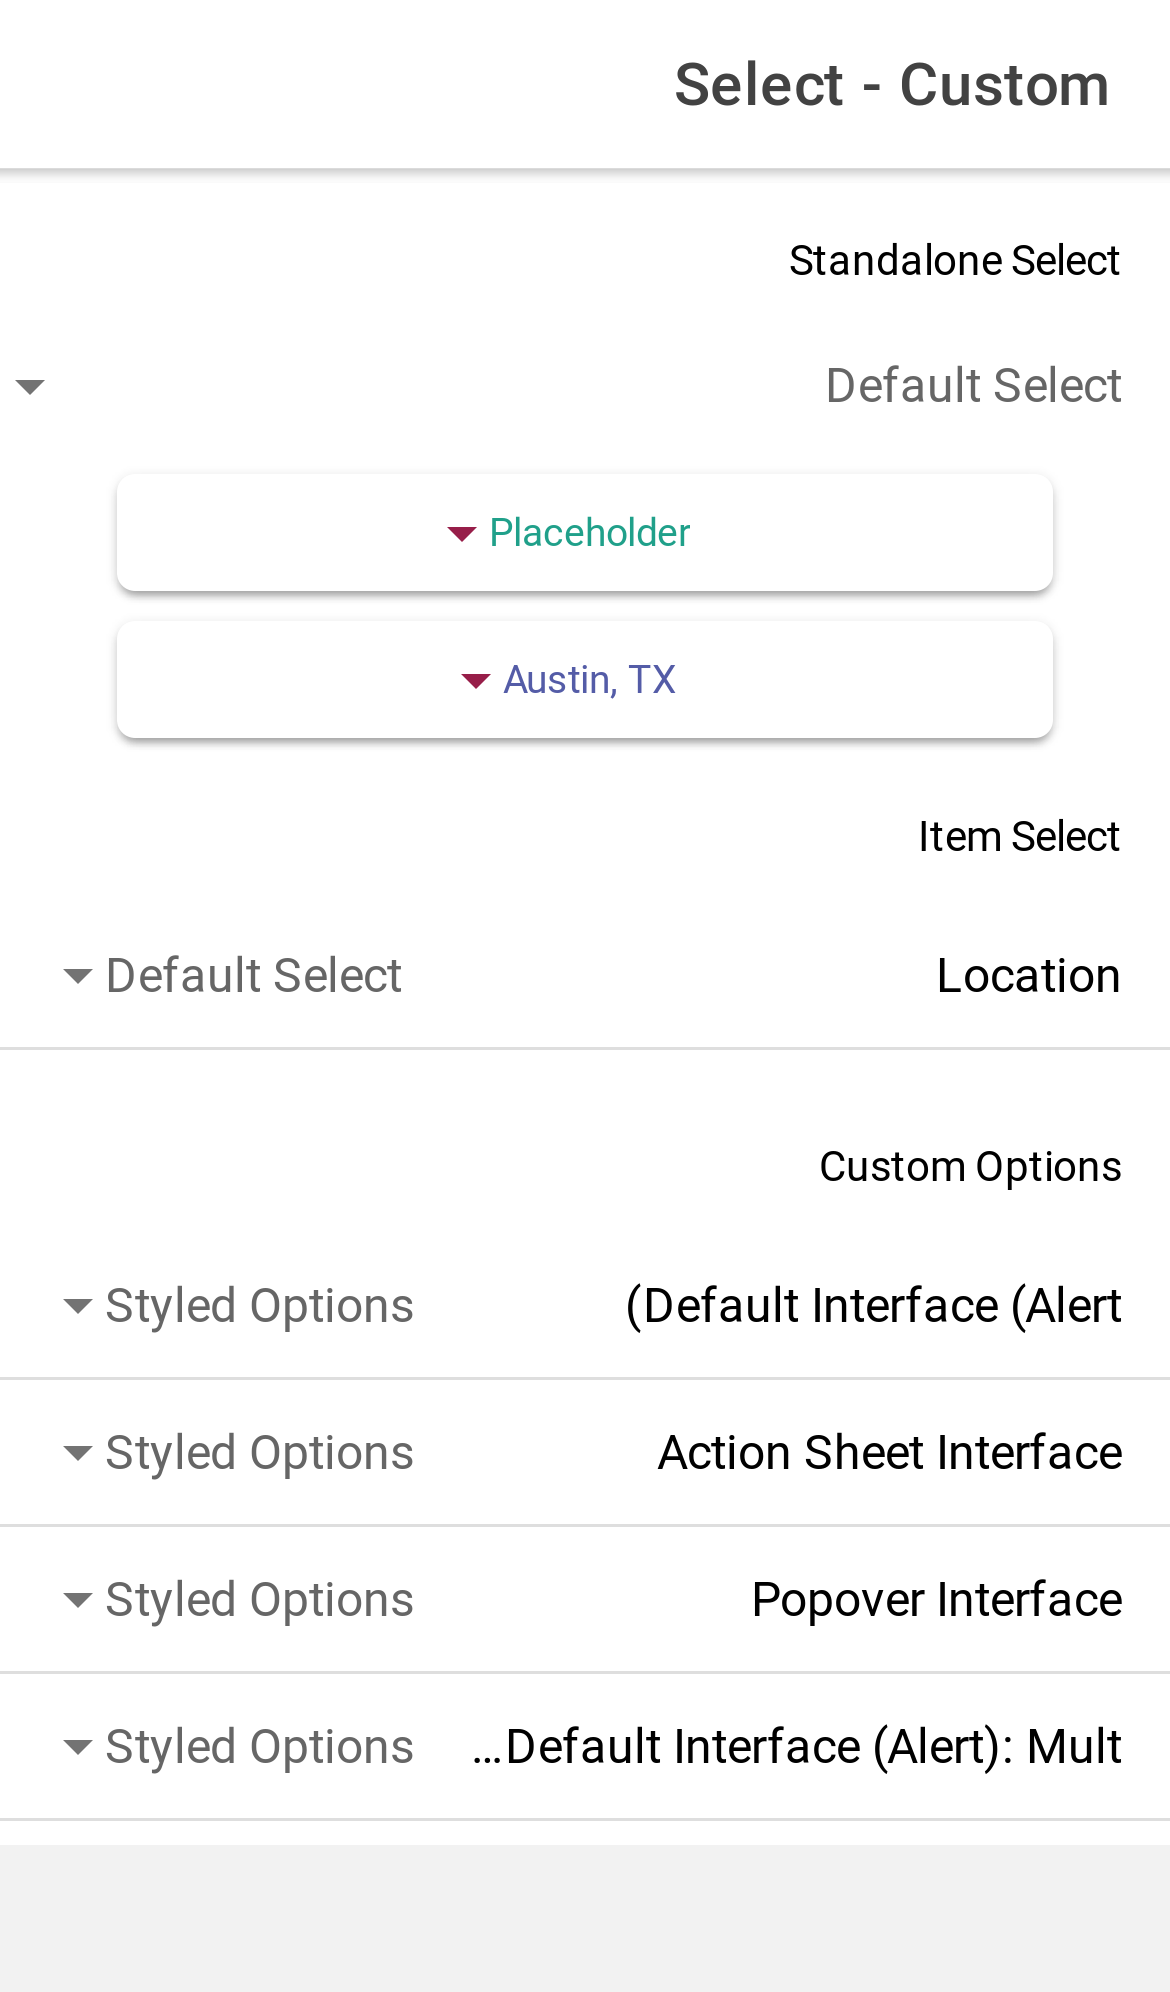 Select - Custom
Standalone Select
Default Select
Placeholder
Austin, TX
Item Select
Location
Default Select
Custom Options
(Default Interface (Alert
Styled Options
Action Sheet Interface
Styled Options
Popover Interface
Styled Options
...Default Interface (Alert): Mult
Styled Options